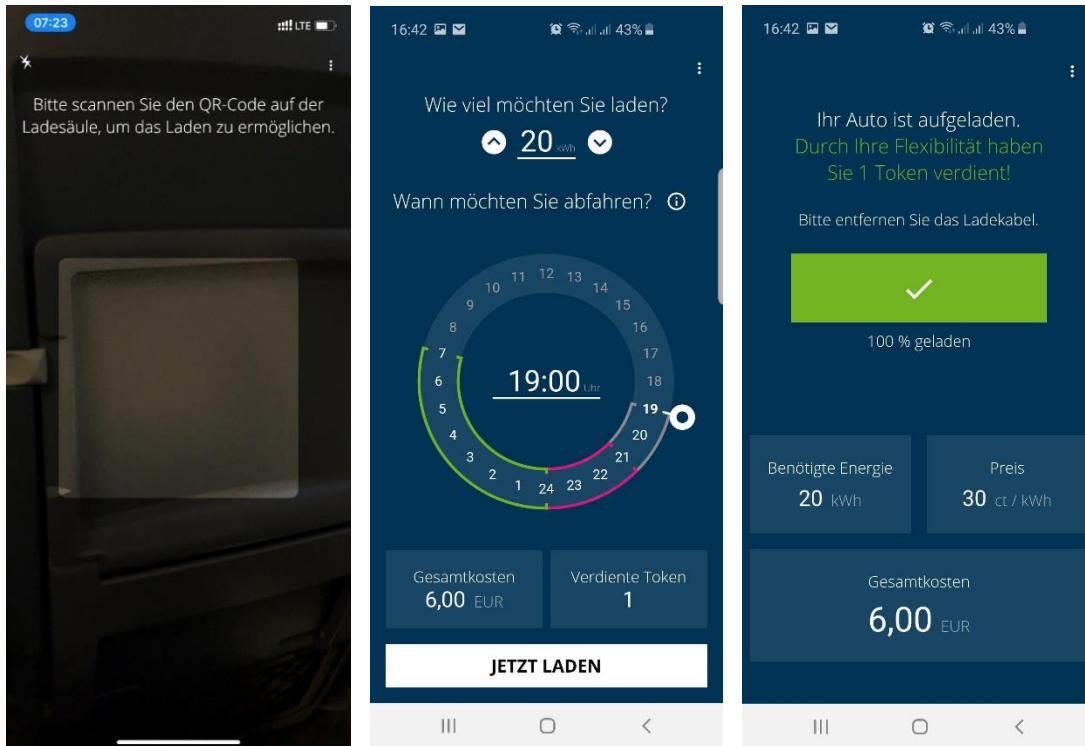 07:23
LTE
Bitte scannen Sie den QR-Code auf der
Ladesäule, um das Laden zu ermöglichen.
16:42 43%
Wie viel möchten Sie laden?
20 kWh
Wann möchten Sie abfahren?
1
2
3
4
5
6
7
8
9
10
11
12
13
14
15
16
17
18
19
20
21
22
23
24
19:00 Uhr
Gesamtkosten
6,00 EUR
Verdiente Token
1
JETZT LADEN
16:42 43%
Ihr Auto ist aufgeladen.
Durch Ihre Flexibilität haben
Sie 1 Token verdient!
Bitte entfernen Sie das Ladekabel.
100 % geladen
Benötigte Energie
20 kWh
Preis
30 ct / kWh
Gesamtkosten
6,00 EUR